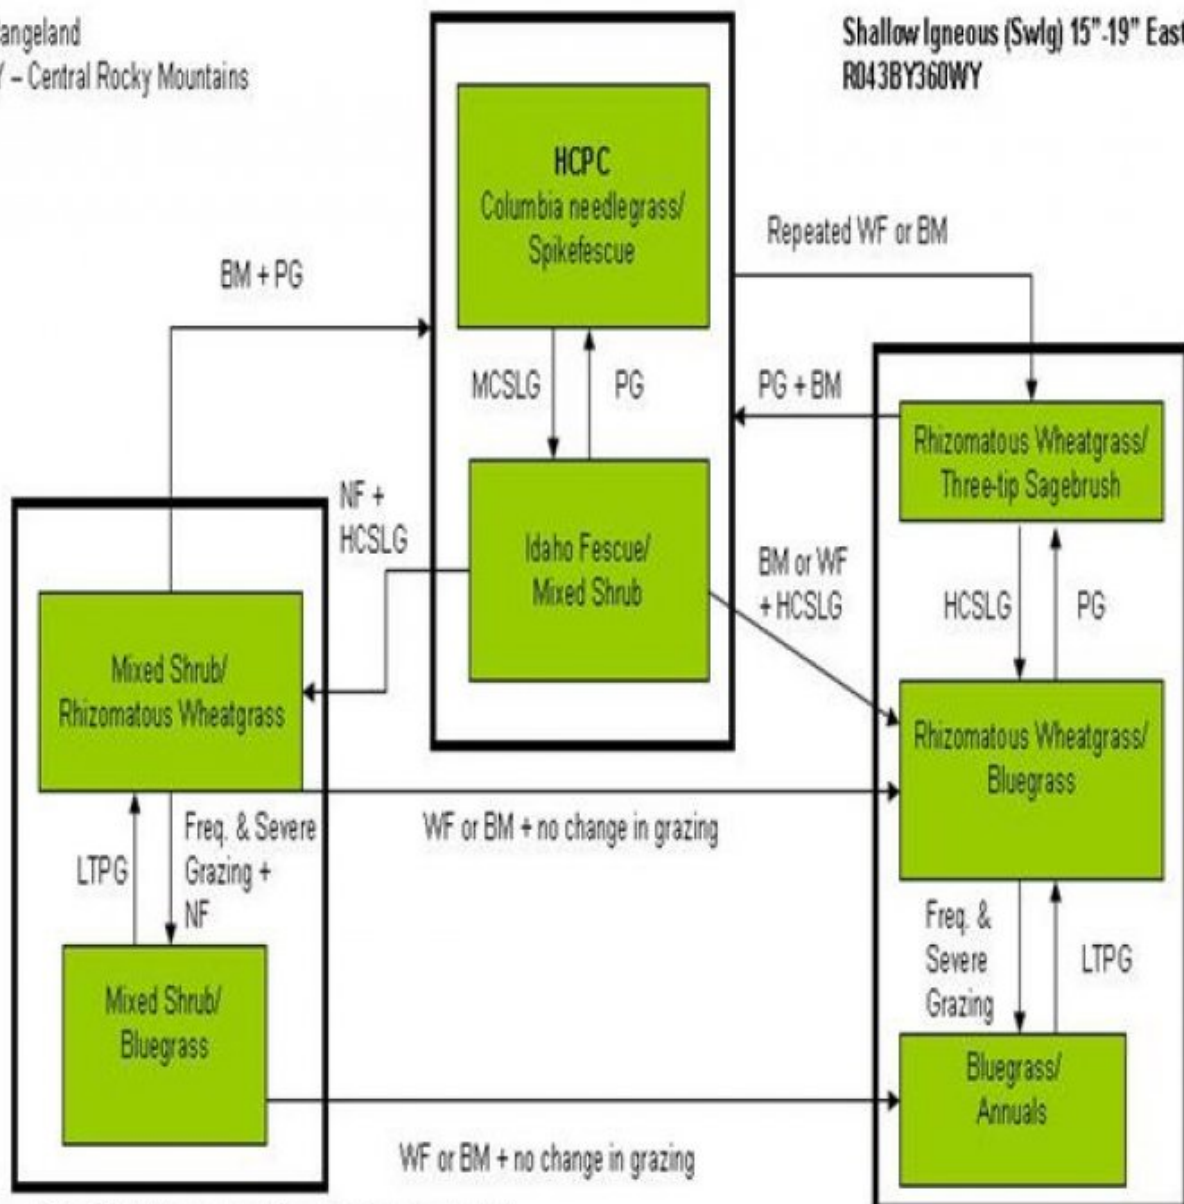 angeland
Y – Central Rocky Mountains
Shallow Igneous (SwIg) 15”-19” East
R043BY360WY
HCPC
Columbia needlegrass/
Spikefescue
Repeated WF or BM
BM + PG
MCSLG
PG
PG + BM
Rhizomatous Wheatgrass/
Three-tip Sagebrush
NF +
HCSLG
Idaho Fescue/
Mixed Shrub
BM or WF
+ HCSLG
HCSLG
PG
Mixed Shrub/
Rhizomatous Wheatgrass
Rhizomatous Wheatgrass/
Bluegrass
LTPG
Freq. & Severe
Grazing +
NF
WF or BM + no change in grazing
Freq. &
Severe
Grazing
LTPG
Mixed Shrub/
Bluegrass
Bluegrass/
Annuals
WF or BM + no change in grazing